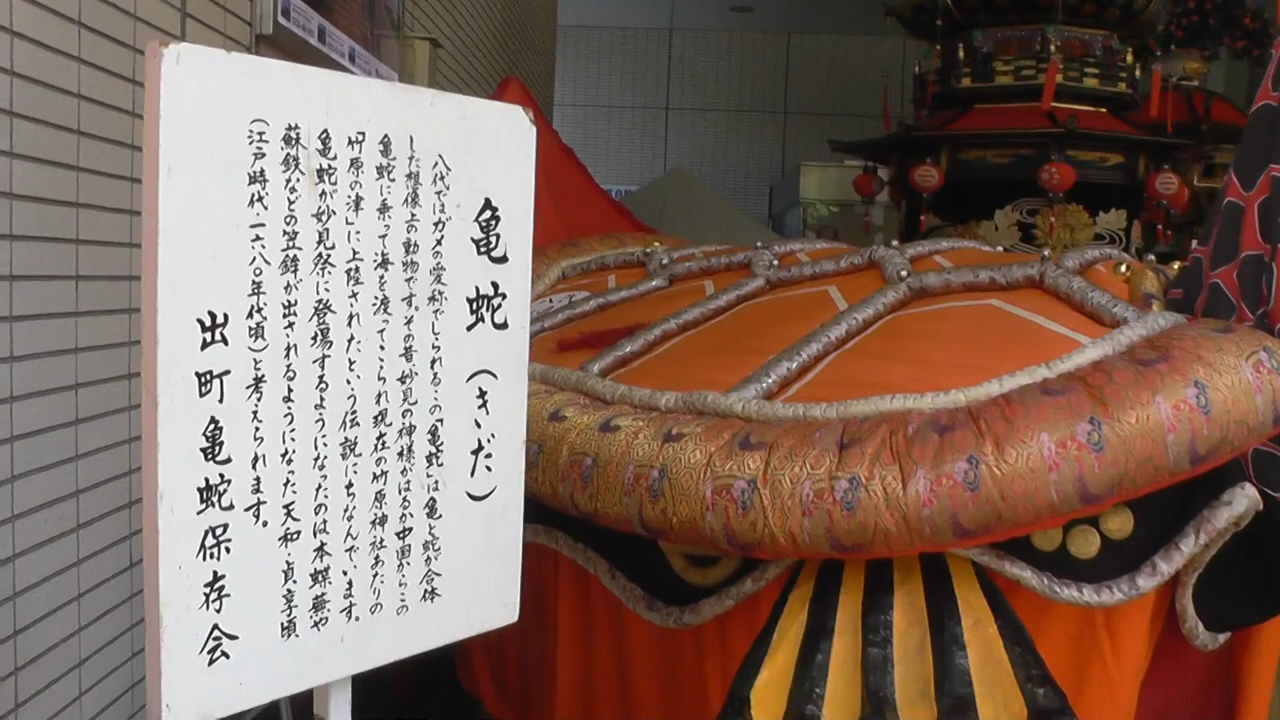 亀蛇（きだ）
八代ではガメの愛称でしられるこの「亀蛇」は亀と蛇が合体
した想像上の動物です。その昔妙見の神様がはるか中国からこの
亀蛇に乗って海を渡ってこられ現在の竹原神社あたりの
「竹原の津」に上陸されたという伝説にちなんでいます。
亀蛇が妙見祭に登場するようになったのは本蝶蕪や
蘇鉄などの笠鉾が出されるようになった天和・貞享頃
（江戸時代・一六八〇年代頃）と考えられます。
出町亀蛇保存会